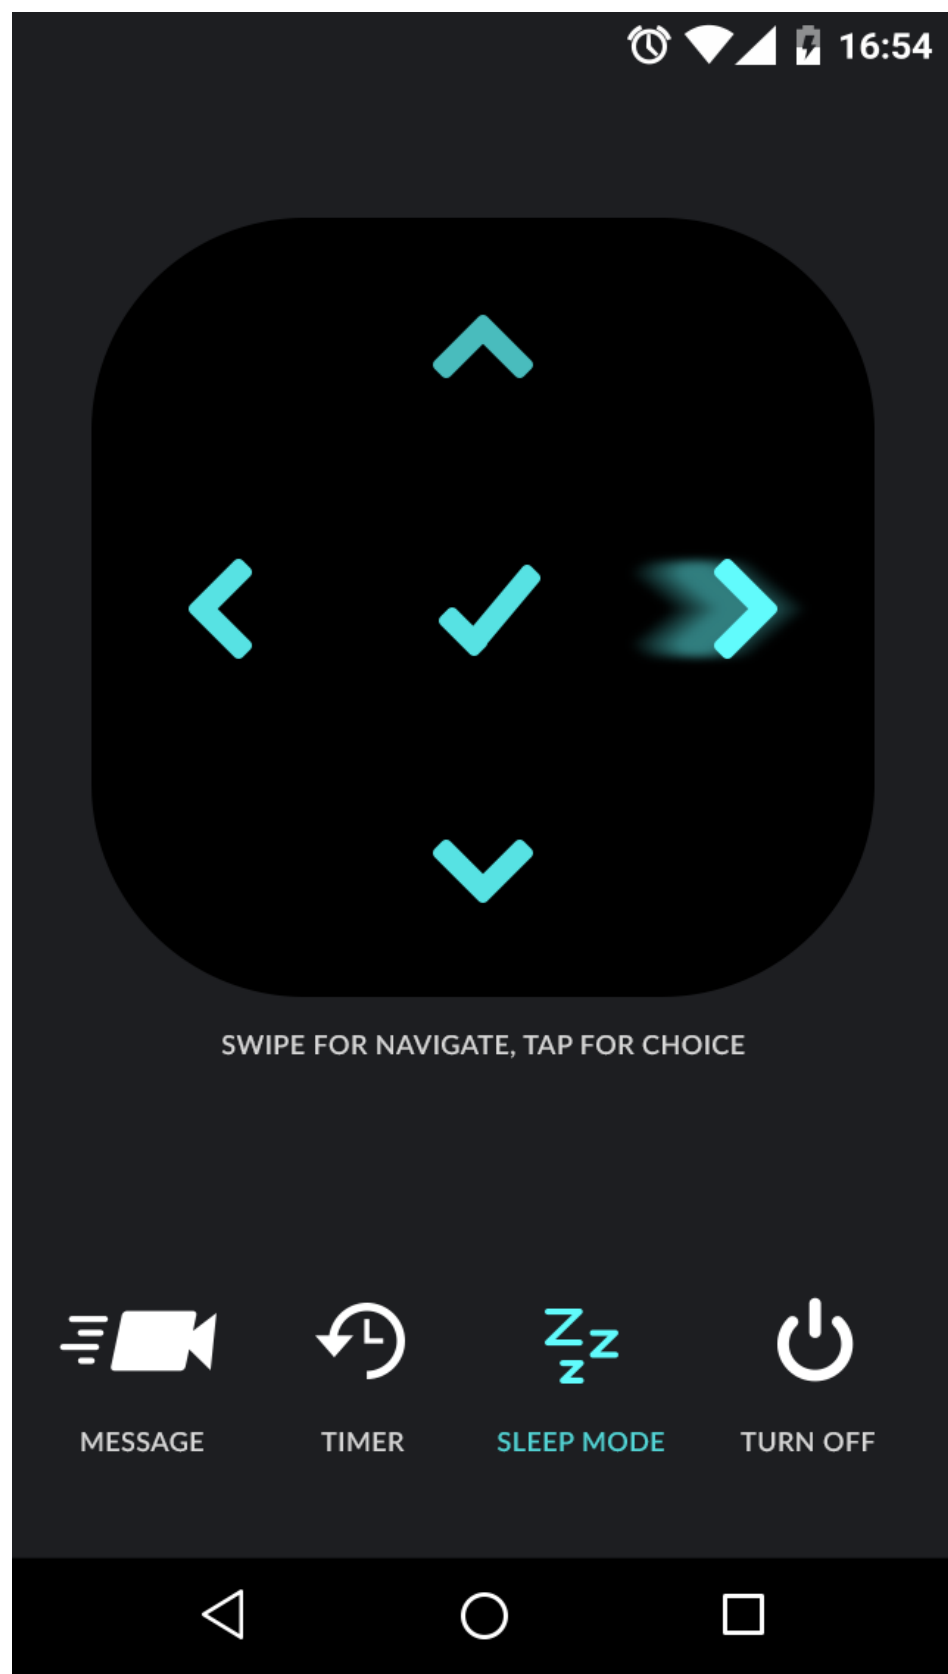 16:54
SWIPE FOR NAVIGATE, TAP FOR CHOICE
MESSAGE TIMER SLEEP MODE TURN OFF